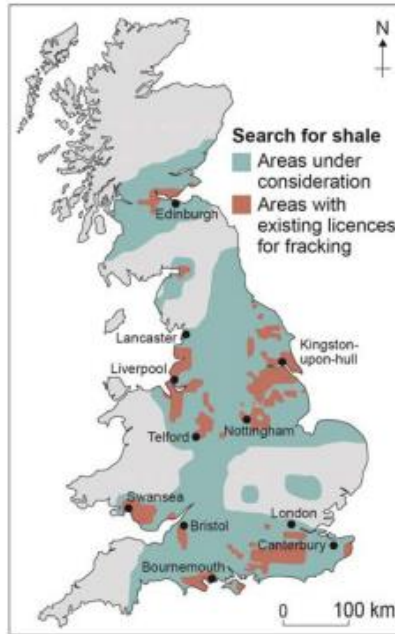 N
Search for shale
Areas under
consideration
Areas with
existing licences
for fracking
Edinburgh
Lancaster
Kingston-
upon-hull
Liverpool
Telford
Nottingham
Swansea
London
Bristol
Canterbury
Bournemouth
0 100 km